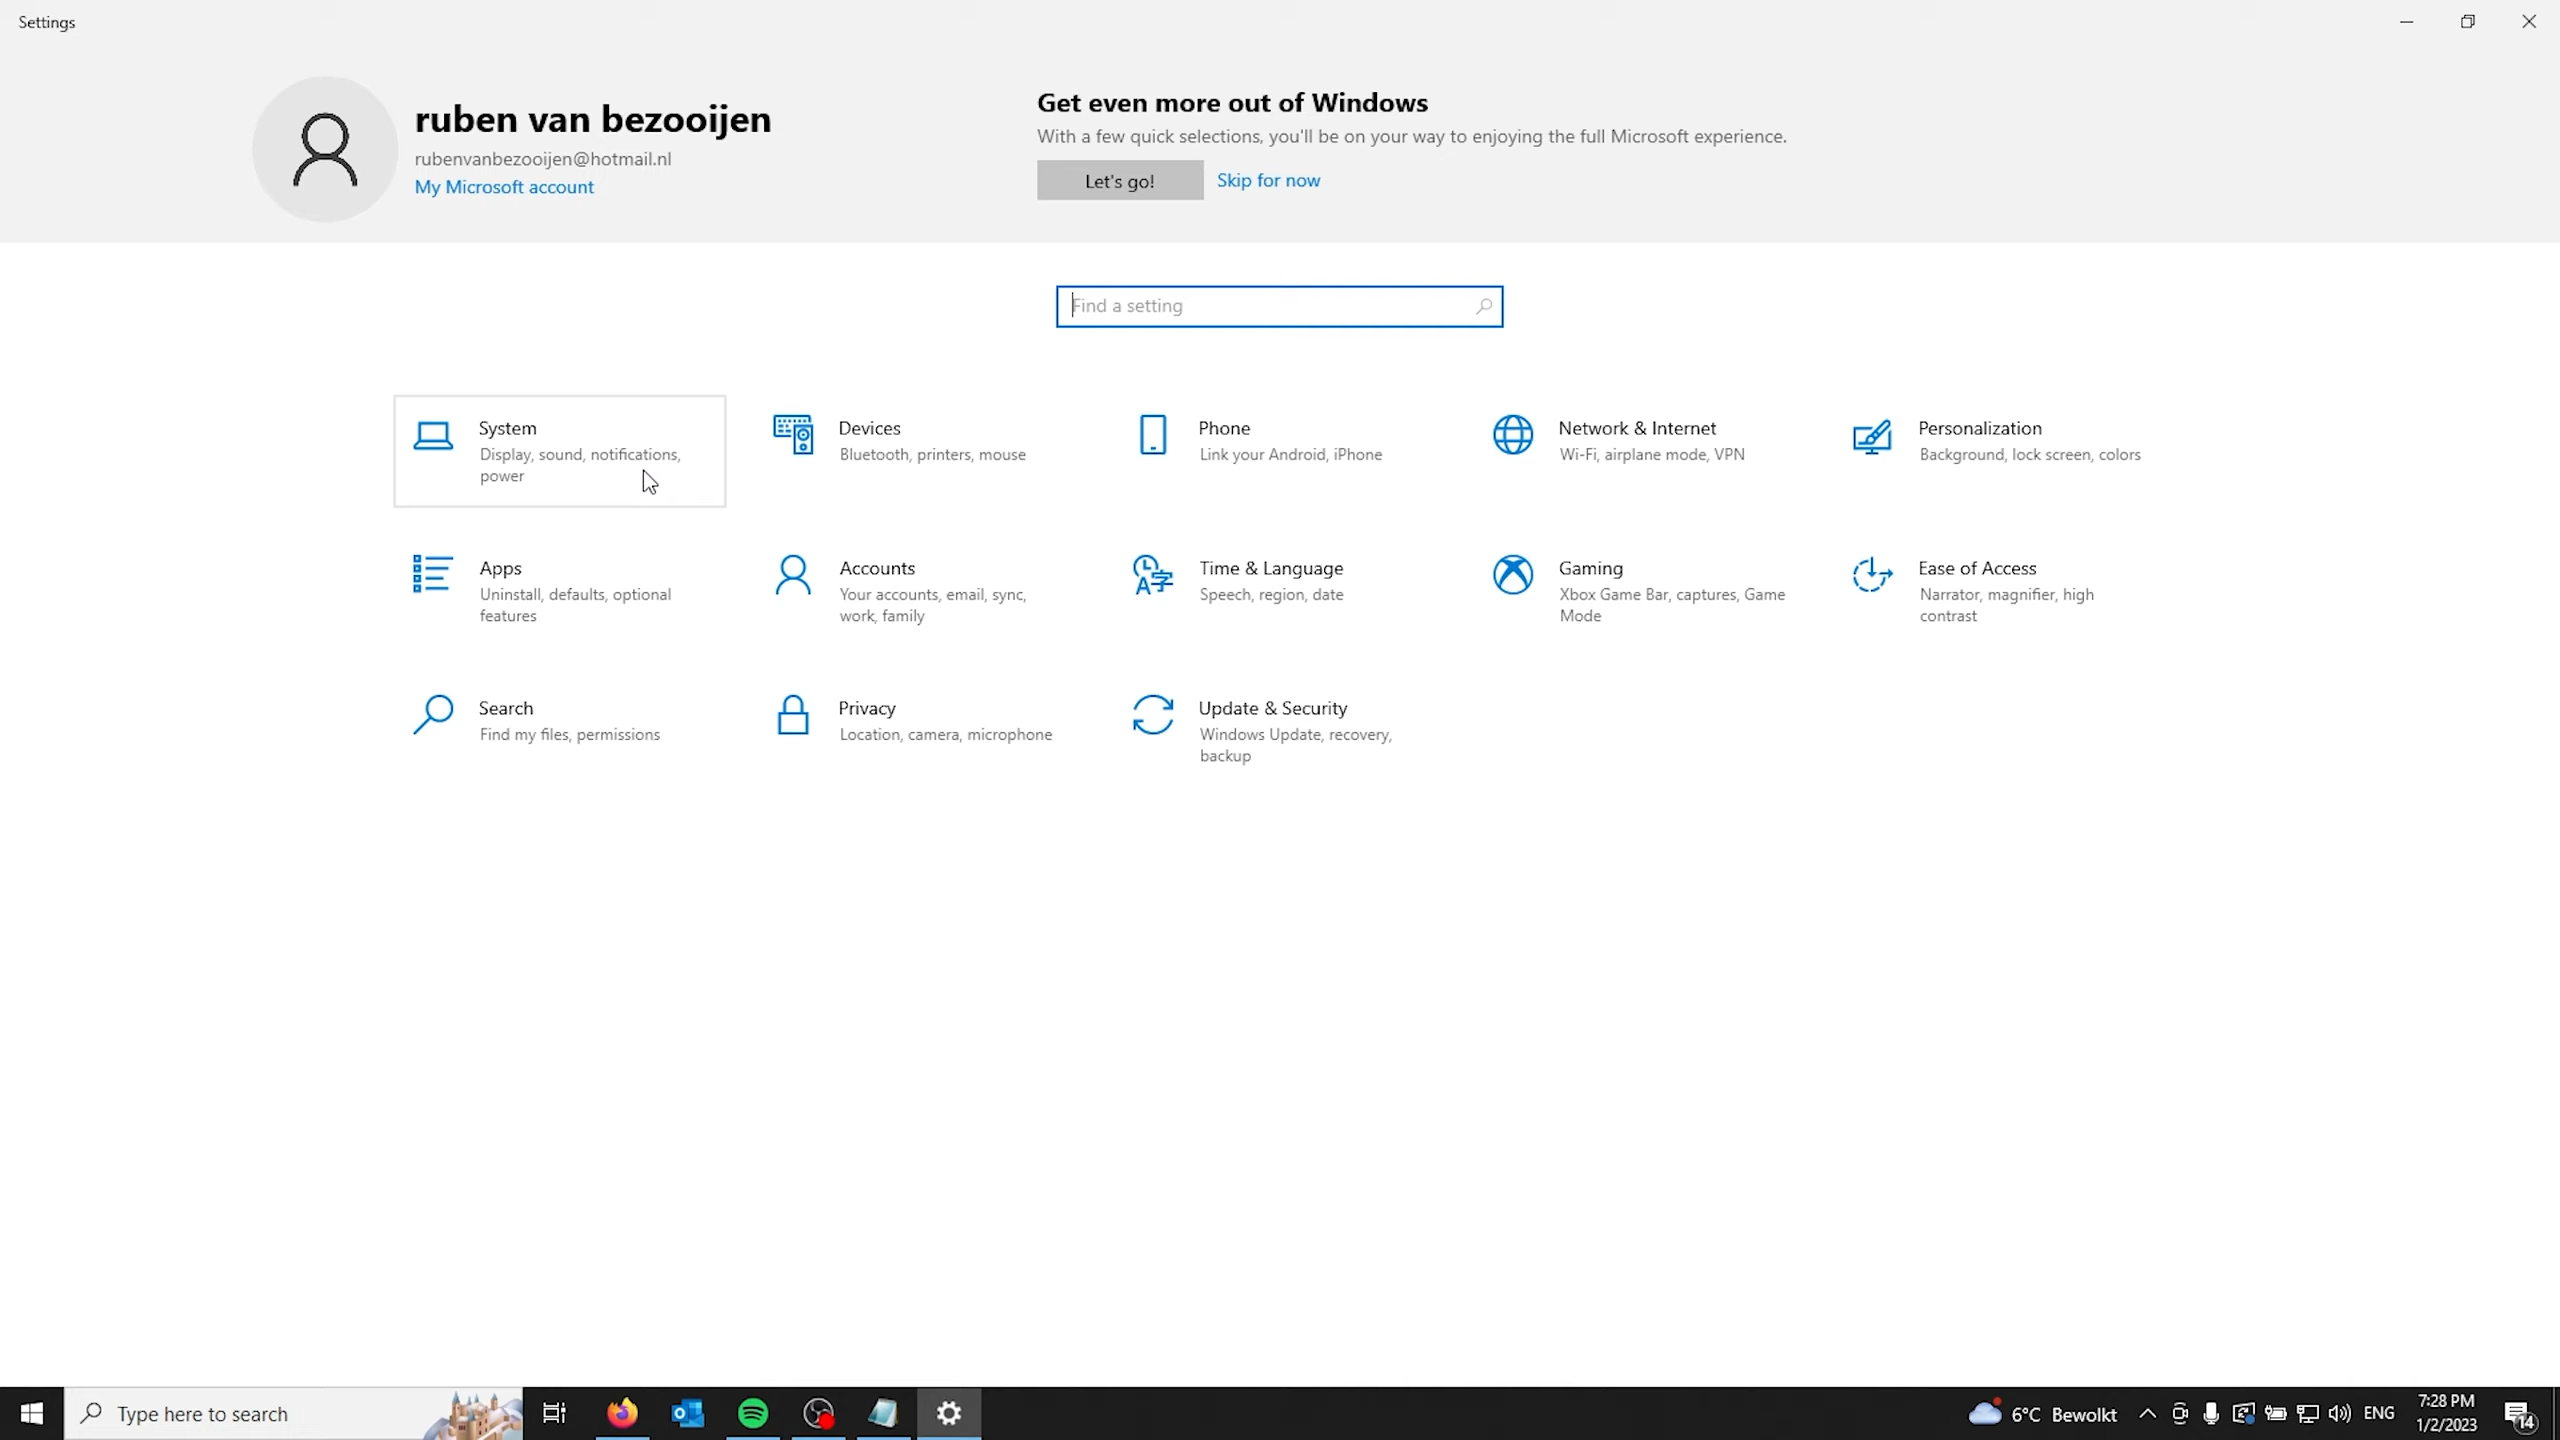 Settings
ruben van bezooijen
rubenvanbezooijen@hotmail.nl
My Microsoft account
Get even more out of Windows
With a few quick selections, you'll be on your way to enjoying the full Microsoft experience.
Let's go!
Skip for now
Find a setting
System
Display, sound, notifications,
power
Devices
Bluetooth, printers, mouse
Phone
Link your Android, iPhone
Network & Internet
Wi-Fi, airplane mode, VPN
Personalization
Background, lock screen, colors
Apps
Uninstall, defaults, optional
features
Accounts
Your accounts, email, sync,
work, family
Time & Language
Speech, region, date
Gaming
Xbox Game Bar, captures, Game
Mode
Ease of Access
Narrator, magnifier, high
contrast
Search
Find my files, permissions
Privacy
Location, camera, microphone
Update & Security
Windows Update, recovery,
backup
Type here to search
6°C Bewolkt
ENG
7:28 PM
1/2/2023
14